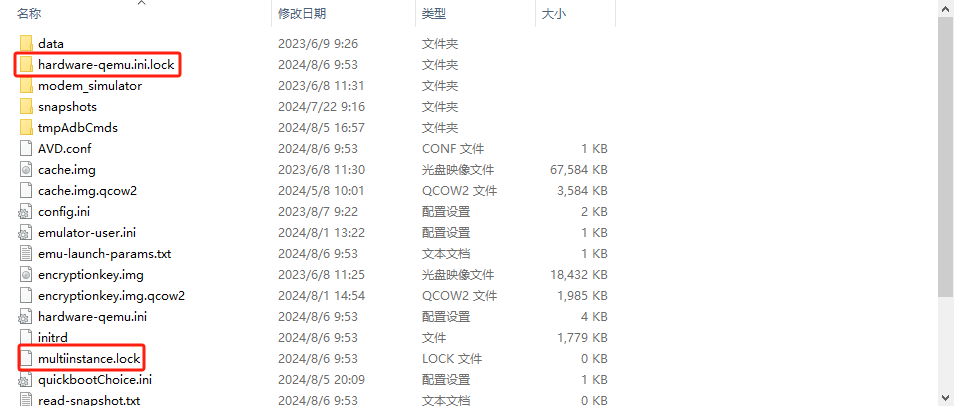 名称 修改日期 类型 大小
data 2023/6/9 9:26 文件夹
hardware-qemu.ini.lock 2024/8/6 9:53 文件夹
modem_simulator 2023/6/8 11:31 文件夹
snapshots 2024/7/22 9:16 文件夹
tmpAdbCmds 2024/8/5 16:57 文件夹
AVD.conf 2024/8/6 9:53 CONF 文件 1 KB
cache.img 2023/6/8 11:30 光盘映像文件 67,584 KB
cache.img.qcow2 2024/5/8 10:01 QCOW2 文件 3,584 KB
config.ini 2023/8/7 9:22 配置设置 2 KB
emulator-user.ini 2024/8/1 13:22 配置设置 1 KB
emu-launch-params.txt 2024/8/6 9:53 文本文档 1 KB
encryptionkey.img 2023/6/8 11:25 光盘映像文件 18,432 KB
encryptionkey.img.qcow2 2024/8/1 14:54 QCOW2 文件 1,985 KB
hardware-qemu.ini 2024/8/6 9:53 配置设置 4 KB
initrd 2024/8/6 9:53 文件 1,779 KB
multiinstance.lock 2024/8/6 9:53 LOCK 文件 0 KB
quickbootChoice.ini 2024/8/5 20:09 配置设置 1 KB
read-snapshot.txt 2024/8/6 9:53 文本文档 0 KB